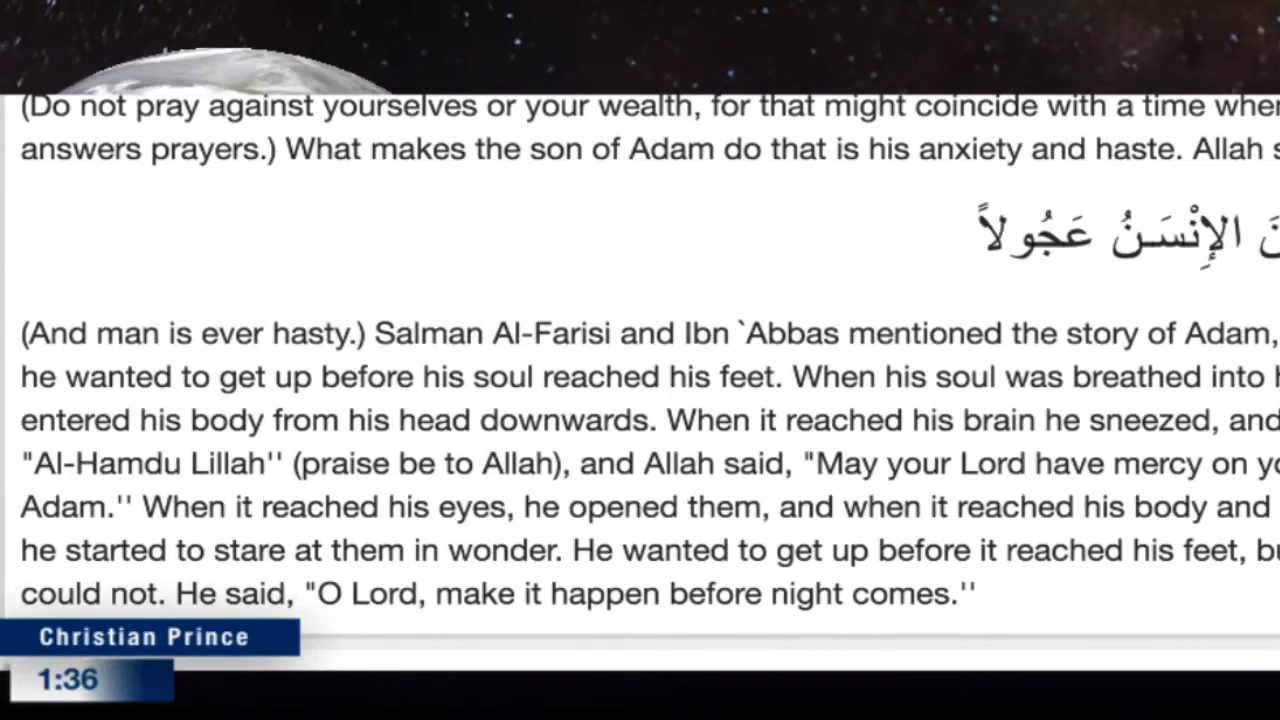 (Do not pray against yourselves or your wealth, for that might coincide with a time
answers prayers.) What makes the son of Adam do that is his anxiety and haste. Allah
الإِنْسَـنُ عَجُولاً
(And man is ever hasty.) Salman Al-Farisi and Ibn `Abbas mentioned the story of Adam,
he wanted to get up before his soul reached his feet. When his soul was breathed into
entered his body from his head downwards. When it reached his brain he sneezed, and
"Al-Hamdu Lillah'' (praise be to Allah), and Allah said, "May your Lord have mercy on
Adam.'' When it reached his eyes, he opened them, and when it reached his body and
he started to stare at them in wonder. He wanted to get up before it reached his feet,
could not. He said, "O Lord, make it happen before night comes.''
Christian Prince
1:36